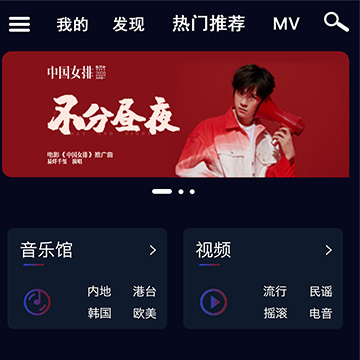 我的 发现 热门推荐 MV
中国女排
不分昼夜
电影《中国女排》推广曲
易烊千玺 演唱
音乐馆 >
内地 港台
韩国 欧美
视频 >
流行 民谣
摇滚 电音